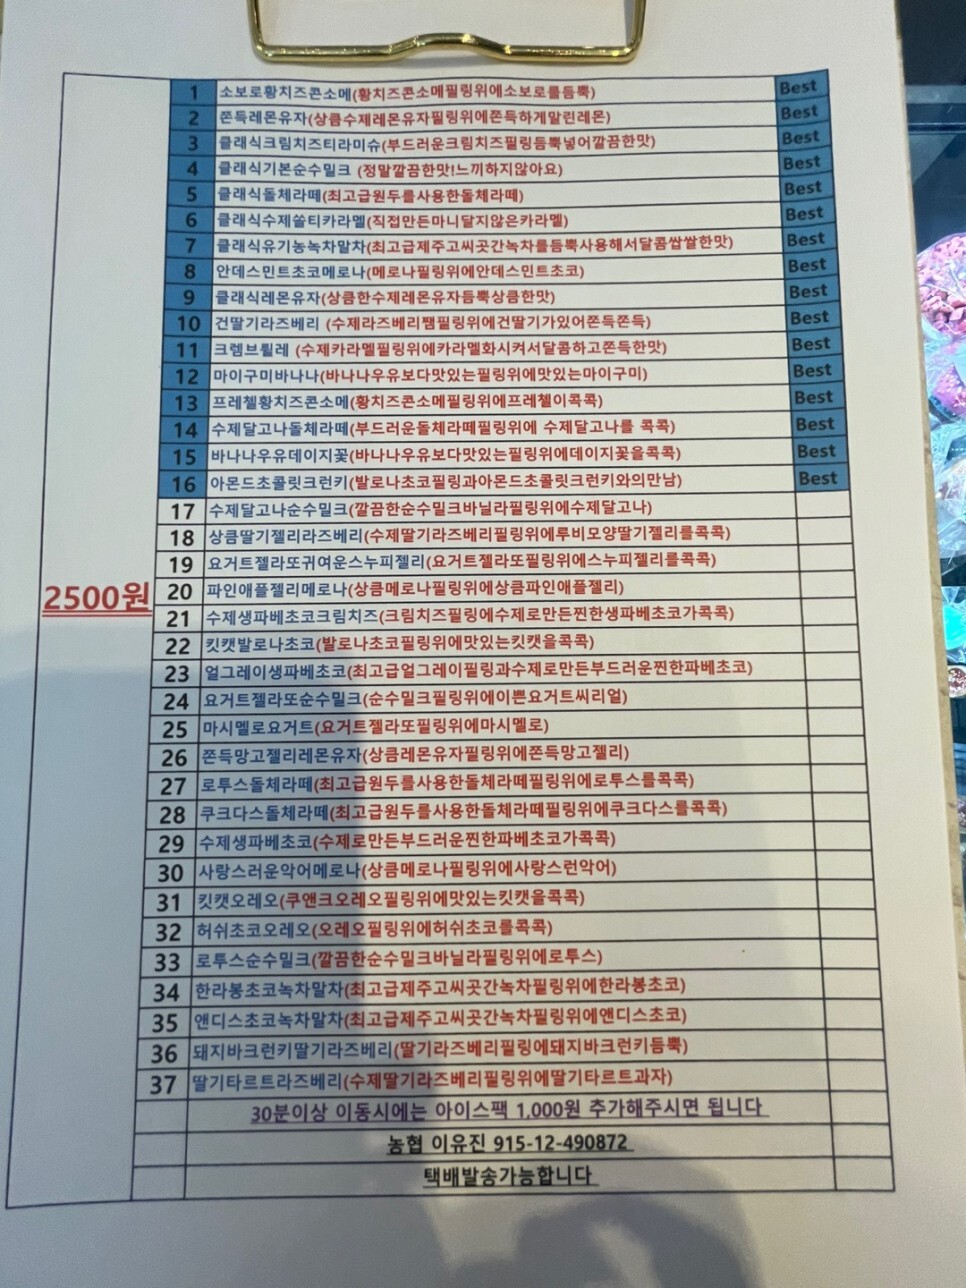 1 소보로황치즈콘소메(황치즈콘소메필링위에소보로를듬뿍) Best
2 쫀득레몬유자(상큼수제레몬유자필링위에쫀득하게말린레몬) Best
3 클래식크림치즈티라미슈(부드러운크림치즈필링듬뿍넣어깔끔한맛) Best
4 클래식기본순수밀크 (정말깔끔한맛!느끼하지않아요) Best
5 클래식돌체라떼(최고급원두를사용한돌체라떼) Best
6 클래식수제쏠티카라멜(직접만든마니달지않은카라멜) Best
7 클래식유기농녹차말차(최고급제주고씨곳간녹차를듬뿍사용해서달콤쌉쌀한맛) Best
8 안데스민트초코메로나(메로나필링위에안데스민트초코) Best
9 클래식레몬유자(상큼한수제레몬유자듬뿍상큼한맛) Best
10 건딸기라즈베리 (수제라즈베리쨈필링위에건딸기가있어쫀득쫀득) Best
11 크렘브륄레 (수제카라멜필링위에카라멜화시켜서달콤하고쫀득한맛) Best
12 마이구미바나나(바나나우유보다맛있는필링위에맛있는마이구미) Best
13 프레첼황치즈콘소메(황치즈콘소메필링위에프레첼이콕콕) Best
14 수제달고나돌체라떼(부드러운돌체라떼필링위에 수제달고나를 콕콕) Best
15 바나나우유데이지꽃(바나나우유보다맛있는필링위에데이지꽃을콕콕) Best
16 아몬드초콜릿크런키(발로나초코필링과아몬드초콜릿크런키와의만남) Best
17 수제달고나순수밀크(깔끔한순수밀크바닐라필링위에수제달고나)
18 상큼딸기젤리라즈베리(수제딸기라즈베리필링위에루비모양딸기젤리를콕콕)
19 요거트젤라또귀여운스누피젤리(요거트젤라또필링위에스누피젤리를콕콕)
2500원
20 파인애플젤리메로나(상큼메로나필링위에상큼파인애플젤리)
21 수제생파베초코크림치즈(크림치즈필링에수제로만든찐한생파베초코가콕콕)
22 킷캣발로나초코(발로나초코필링위에맛있는킷캣을콕콕)
23 얼그레이생파베초코(최고급얼그레이필링과수제로만든부드러운찐한파베초코)
24 요거트젤라또순수밀크(순수밀크필링위에이쁜요거트씨리얼)
25 마시멜로요거트(요거트젤라또필링위에마시멜로)
26 쫀득망고젤리레몬유자(상큼레몬유자필링위에쫀득망고젤리)
27 로투스돌체라떼(최고급원두를사용한돌체라떼필링위에로투스를콕콕)
28 쿠크다스돌체라떼(최고급원두를사용한돌체라떼필링위에쿠크다스를콕콕)
29 수제생파베초코(수제로만든부드러운찐한파베초코가콕콕)
30 사랑스러운악어메로나(상큼메로나필링위에사랑스런악어)
31 킷캣오레오(쿠앤크오레오필링위에맛있는킷캣을콕콕)
32 허쉬초코오레오(오레오필링위에허쉬초코를콕콕)
33 로투스순수밀크(깔끔한순수밀크바닐라필링위에로투스)
34 한라봉초코녹차말차(최고급제주고씨곳간녹차필링위에한라봉초코)
35 앤디스초코녹차말차(최고급제주고씨곳간녹차필링위에앤디스초코)
36 돼지바크런키딸기라즈베리(딸기라즈베리필링에돼지바크런키듬뿍)
37 딸기타르트라즈베리(수제딸기라즈베리필링위에딸기타르트과자)
30분이상 이동시에는 아이스팩 1,000원 추가해주시면 됩니다
농협 이유진 915-12-490872
택배발송가능합니다